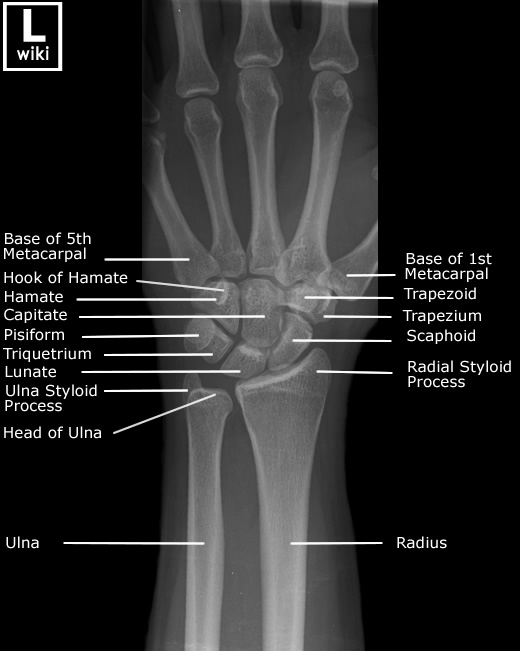 L
wiki
Base of 5th
Metacarpal
Hook of Hamate
Hamate
Capitate
Pisiform
Triquetrium
Lunate
Ulna Styloid
Process
Head of Ulna
Ulna
Base of 1st
Metacarpal
Trapezoid
Trapezium
Scaphoid
Radial Styloid
Process
Radius